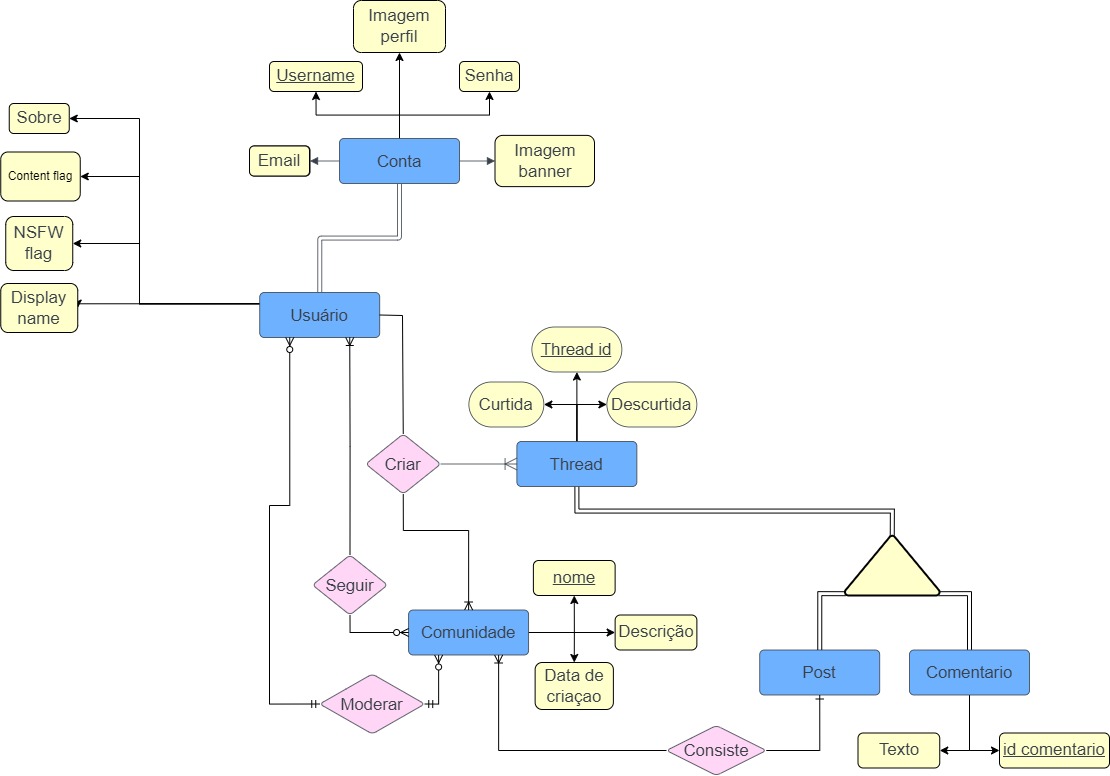 Imagem
perfil
Username
Senha
Sobre
Email
Conta
Imagem
banner
Content flag
NSFW
flag
Display
name
Usuário
Thread id
Curtida
Descurtida
Criar
Thread
Seguir
nome
Comunidade
Descrição
Data de
criaçao
Post
Comentario
Moderar
Consiste
Texto
id comentario